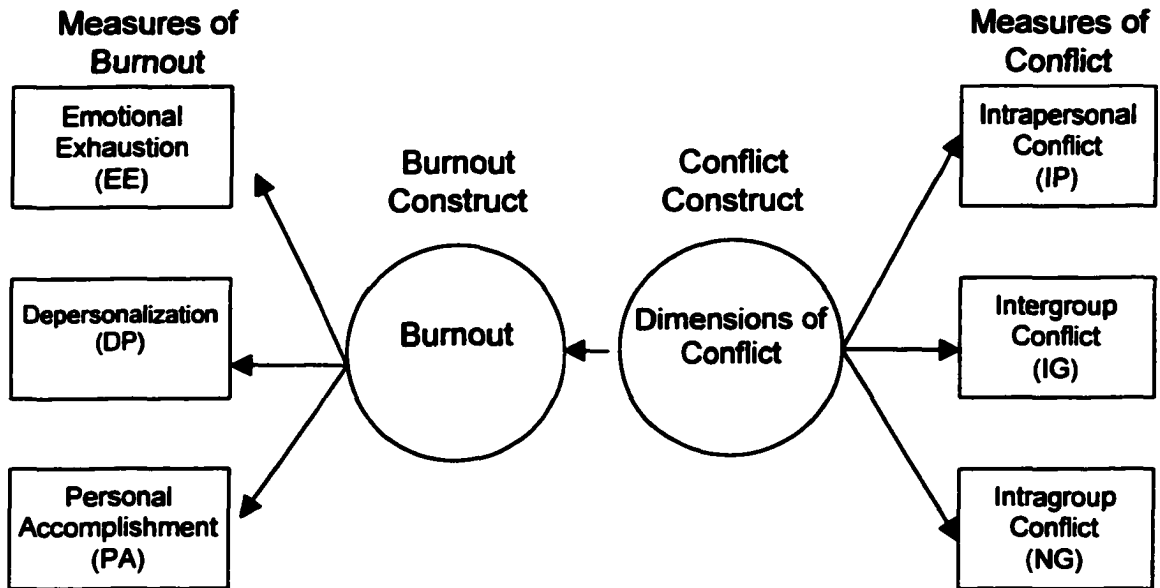 Measures of
Burnout
Emotional
Exhaustion
(EE)
Depersonalization
(DP)
Personal
Accomplishment
(PA)
Burnout
Construct
Burnout
Conflict
Construct
Dimensions of
Conflict
Measures of
Conflict
Intrapersonal
Conflict
(IP)
Intergroup
Conflict
(IG)
Intragroup
Conflict
(NG)